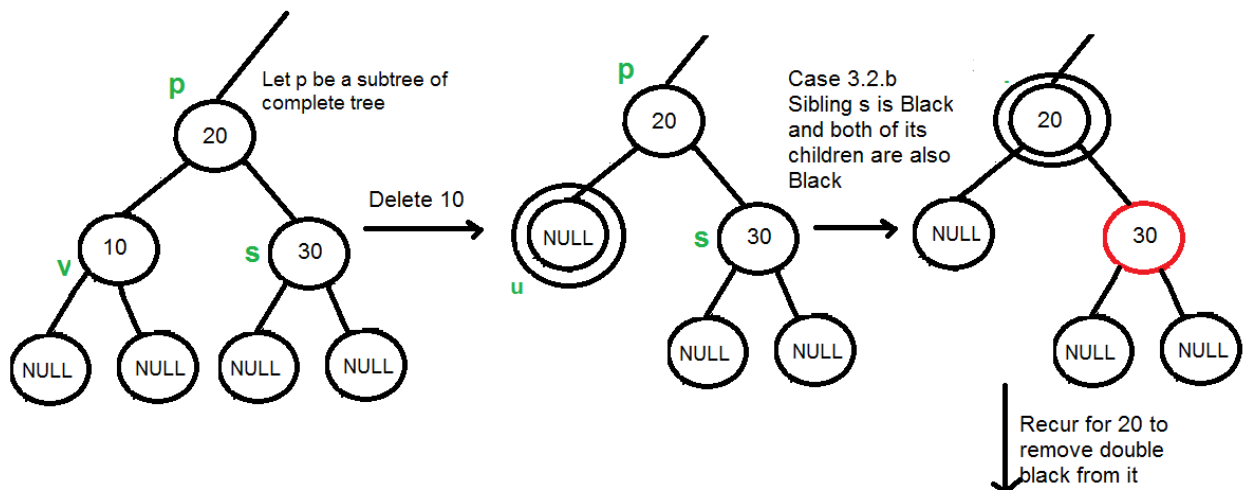 p
Let p be a subtree of
complete tree
20
10
v
s
30
NULL
NULL
NULL
NULL
Delete 10
p
20
NULL
u
s
30
NULL
NULL
Case 3.2.b
Sibling s is Black
and both of its
children are also
Black
20
NULL
30
NULL
NULL
Recur for 20 to
remove double
black from it